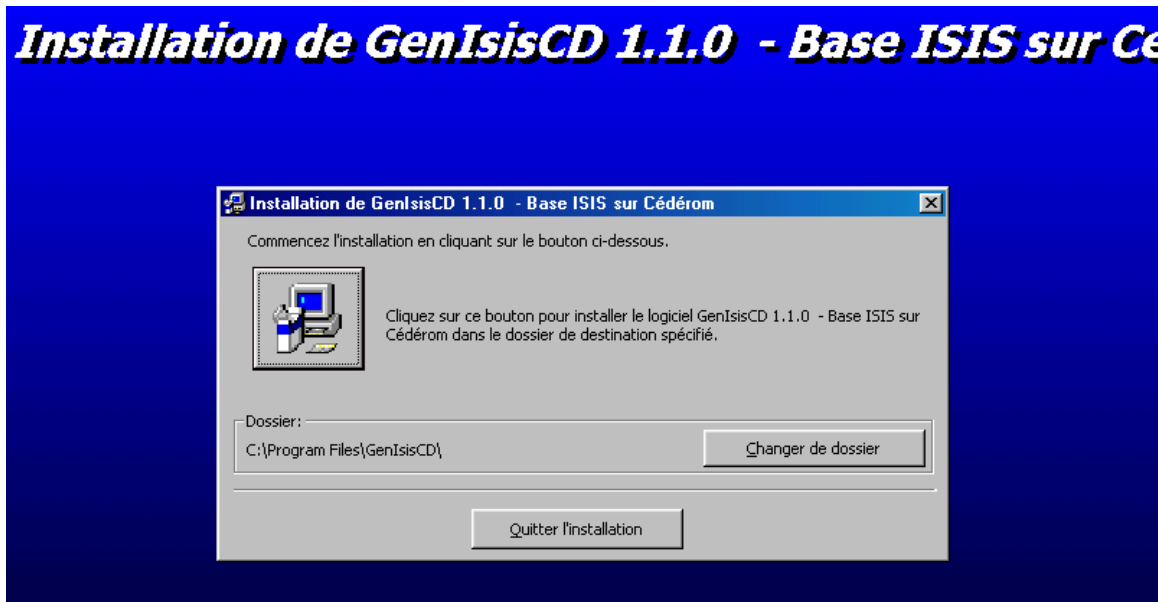 Installation de GenIsisCD 1.1.0 - Base ISIS sur Cé
Installation de GenIsisCD 1.1.0 - Base ISIS sur Cédérom
Commencez l'installation en cliquant sur le bouton ci-dessous.
Cliquez sur ce bouton pour installer le logiciel GenIsisCD 1.1.0 - Base ISIS sur
Cédérom dans le dossier de destination spécifié.
Dossier:
C:\Program Files\GenIsisCD\
Changer de dossier
Quitter l'installation